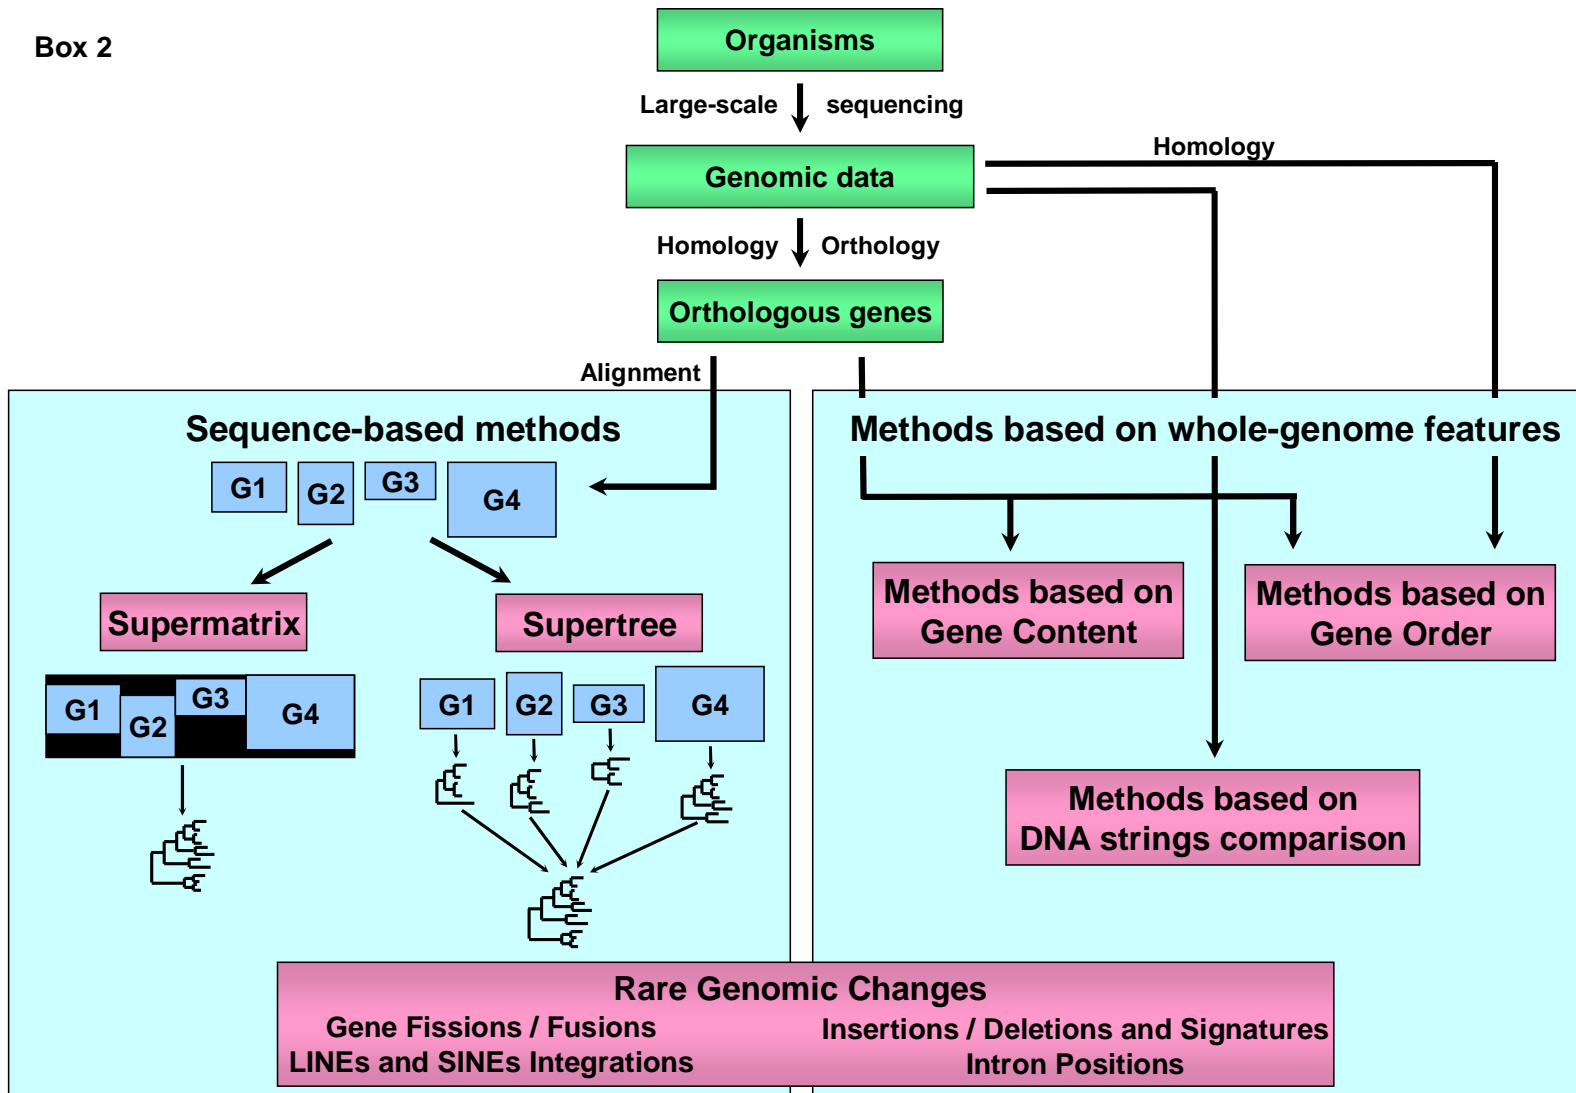 Box 2
Organisms
Large-scale sequencing
Homology
Genomic data
Homology Orthology
Orthologous genes
Alignment
Sequence-based methods
G1 G2 G3 G4
Supermatrix
Supertree
G1 G2 G3 G4
G1 G2 G3 G4
Methods based on whole-genome features
Methods based on
Gene Content
Methods based on
Gene Order
Methods based on
DNA strings comparison
Rare Genomic Changes
Gene Fissions / Fusions
LINEs and SINEs Integrations
Insertions / Deletions and Signatures
Intron Positions